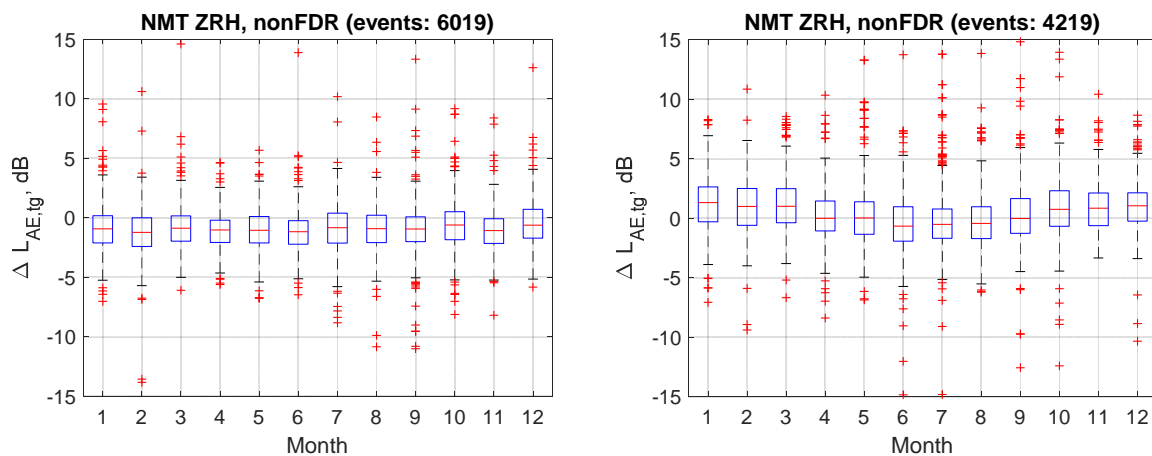 NMT ZRH, nonFDR (events: 6019)
15
10
5
0
-5
-10
-15
Δ L_AE,tg, dB
1 2 3 4 5 6 7 8 9 10 11 12
Month
NMT ZRH, nonFDR (events: 4219)
15
10
5
0
-5
-10
-15
Δ L_AE,tg, dB
1 2 3 4 5 6 7 8 9 10 11 12
Month